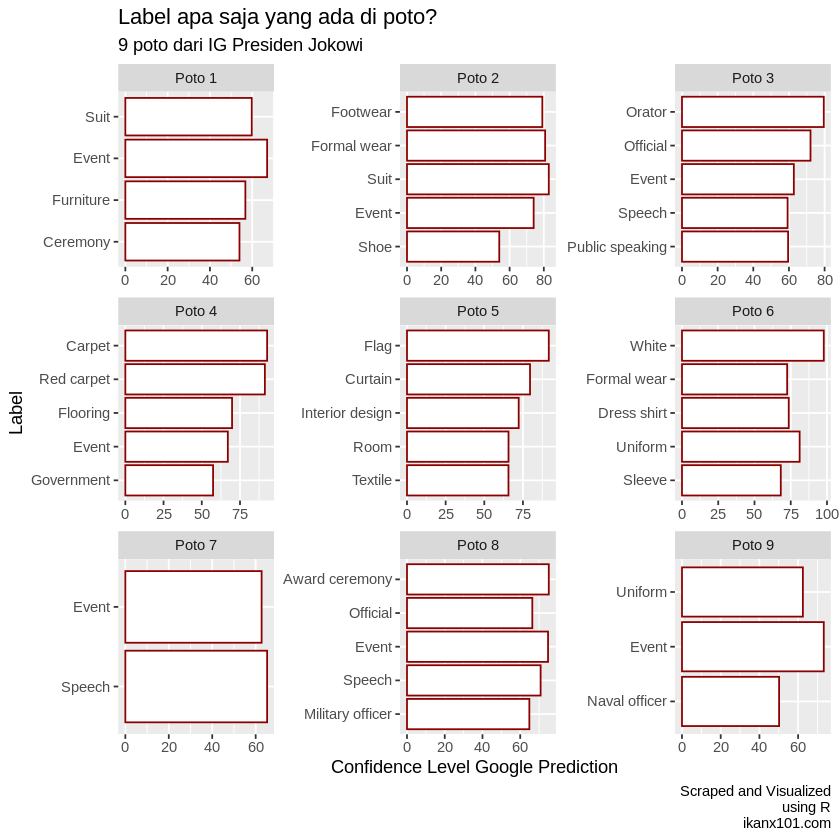 Label apa saja yang ada di poto?
9 poto dari IG Presiden Jokowi
Poto 1
Suit
Event
Furniture
Ceremony
0 20 40 60
Poto 2
Footwear
Formal wear
Suit
Event
Shoe
0 20 40 60 80
Poto 3
Orator
Official
Event
Speech
Public speaking
0 20 40 60 80
Label
Poto 4
Carpet
Red carpet
Flooring
Event
Government
0 25 50 75
Poto 5
Flag
Curtain
Interior design
Room
Textile
0 25 50 75
Poto 6
White
Formal wear
Dress shirt
Uniform
Sleeve
0 25 50 75 100
Poto 7
Event
Speech
0 20 40 60
Poto 8
Award ceremony
Official
Event
Speech
Military officer
0 20 40 60
Poto 9
Uniform
Event
Naval officer
0 20 40 60
Confidence Level Google Prediction
Scraped and Visualized
using R
ikanx101.com